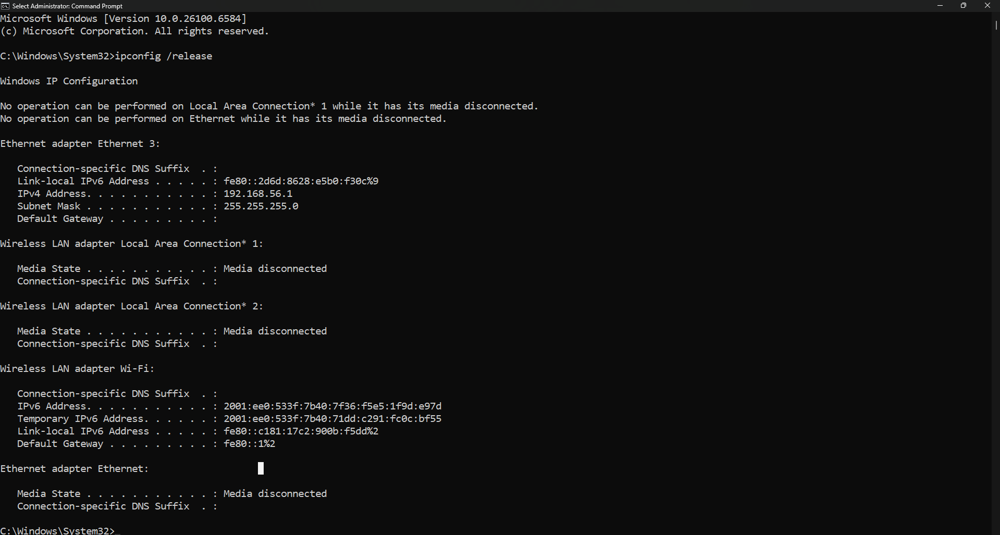 Select Administrator: Command Prompt
Microsoft Windows [Version 10.0.26100.6584]
(c) Microsoft Corporation. All rights reserved.
C:\Windows\System32>ipconfig /release
Windows IP Configuration
No operation can be performed on Local Area Connection* 1 while it has its media disconnected.
No operation can be performed on Ethernet while it has its media disconnected.
Ethernet adapter Ethernet 3:
   Connection-specific DNS Suffix  . :
   Link-local IPv6 Address . . . . . : fe80::2d6d:8628:e5b0:f30c%9
   IPv4 Address. . . . . . . . . . . : 192.168.56.1
   Subnet Mask . . . . . . . . . . . : 255.255.255.0
   Default Gateway . . . . . . . . . :
Wireless LAN adapter Local Area Connection* 1:
   Media State . . . . . . . . . . . : Media disconnected
   Connection-specific DNS Suffix  . :
Wireless LAN adapter Local Area Connection* 2:
   Media State . . . . . . . . . . . : Media disconnected
   Connection-specific DNS Suffix  . :
Wireless LAN adapter Wi-Fi:
   Connection-specific DNS Suffix  . :
   IPv6 Address. . . . . . . . . . . : 2001:ee0:533f:7b40:7f36:f5e5:1f9d:e97d
   Temporary IPv6 Address. . . . . . : 2001:ee0:533f:7b40:71dd:c291:fc0c:bf55
   Link-local IPv6 Address . . . . . : fe80::c181:17c2:900b:f5dd%2
   Default Gateway . . . . . . . . . : fe80::1%2
Ethernet adapter Ethernet:
   Media State . . . . . . . . . . . : Media disconnected
   Connection-specific DNS Suffix  . :
C:\Windows\System32>_